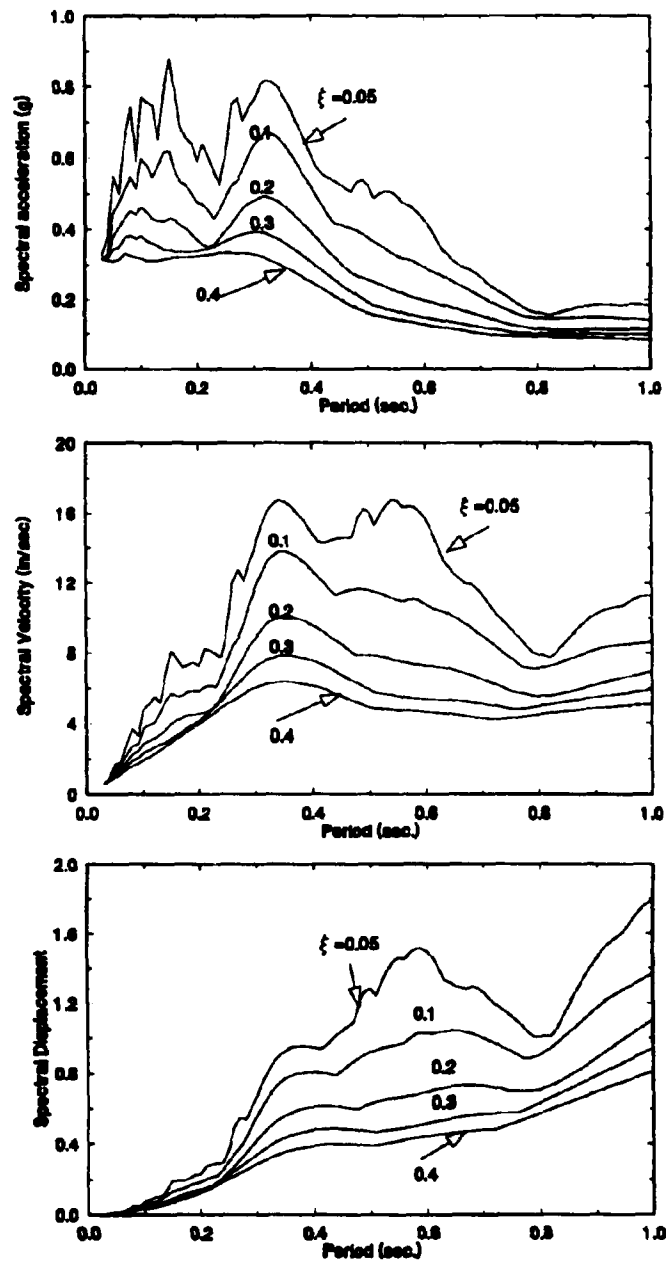 1.0
0.8
0.6
0.4
0.2
0.0
Spectral acceleration (g)
ξ =0.05
0.1
0.2
0.3
0.4
0.0 0.2 0.4 0.6 0.8 1.0
Period (sec.)
20
16
12
8
4
0
Spectral Velocity (in/sec)
ξ =0.05
0.1
0.2
0.3
0.4
0.0 0.2 0.4 0.6 0.8 1.0
Period (sec.)
2.0
1.6
1.2
0.8
0.4
0.0
Spectral Displacement
ξ =0.05
0.1
0.2
0.3
0.4
0.0 0.2 0.4 0.6 0.8 1.0
Period (sec.)